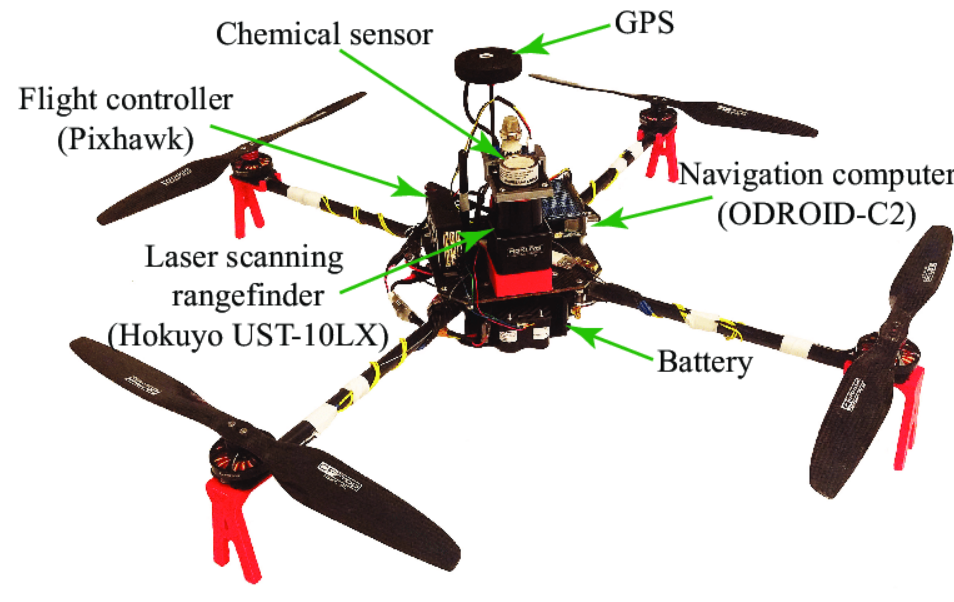 GPS
Chemical sensor
Flight controller
(Pixhawk)
Navigation computer
(ODROID-C2)
Laser scanning
rangefinder
(Hokuyo UST-10LX)
Battery